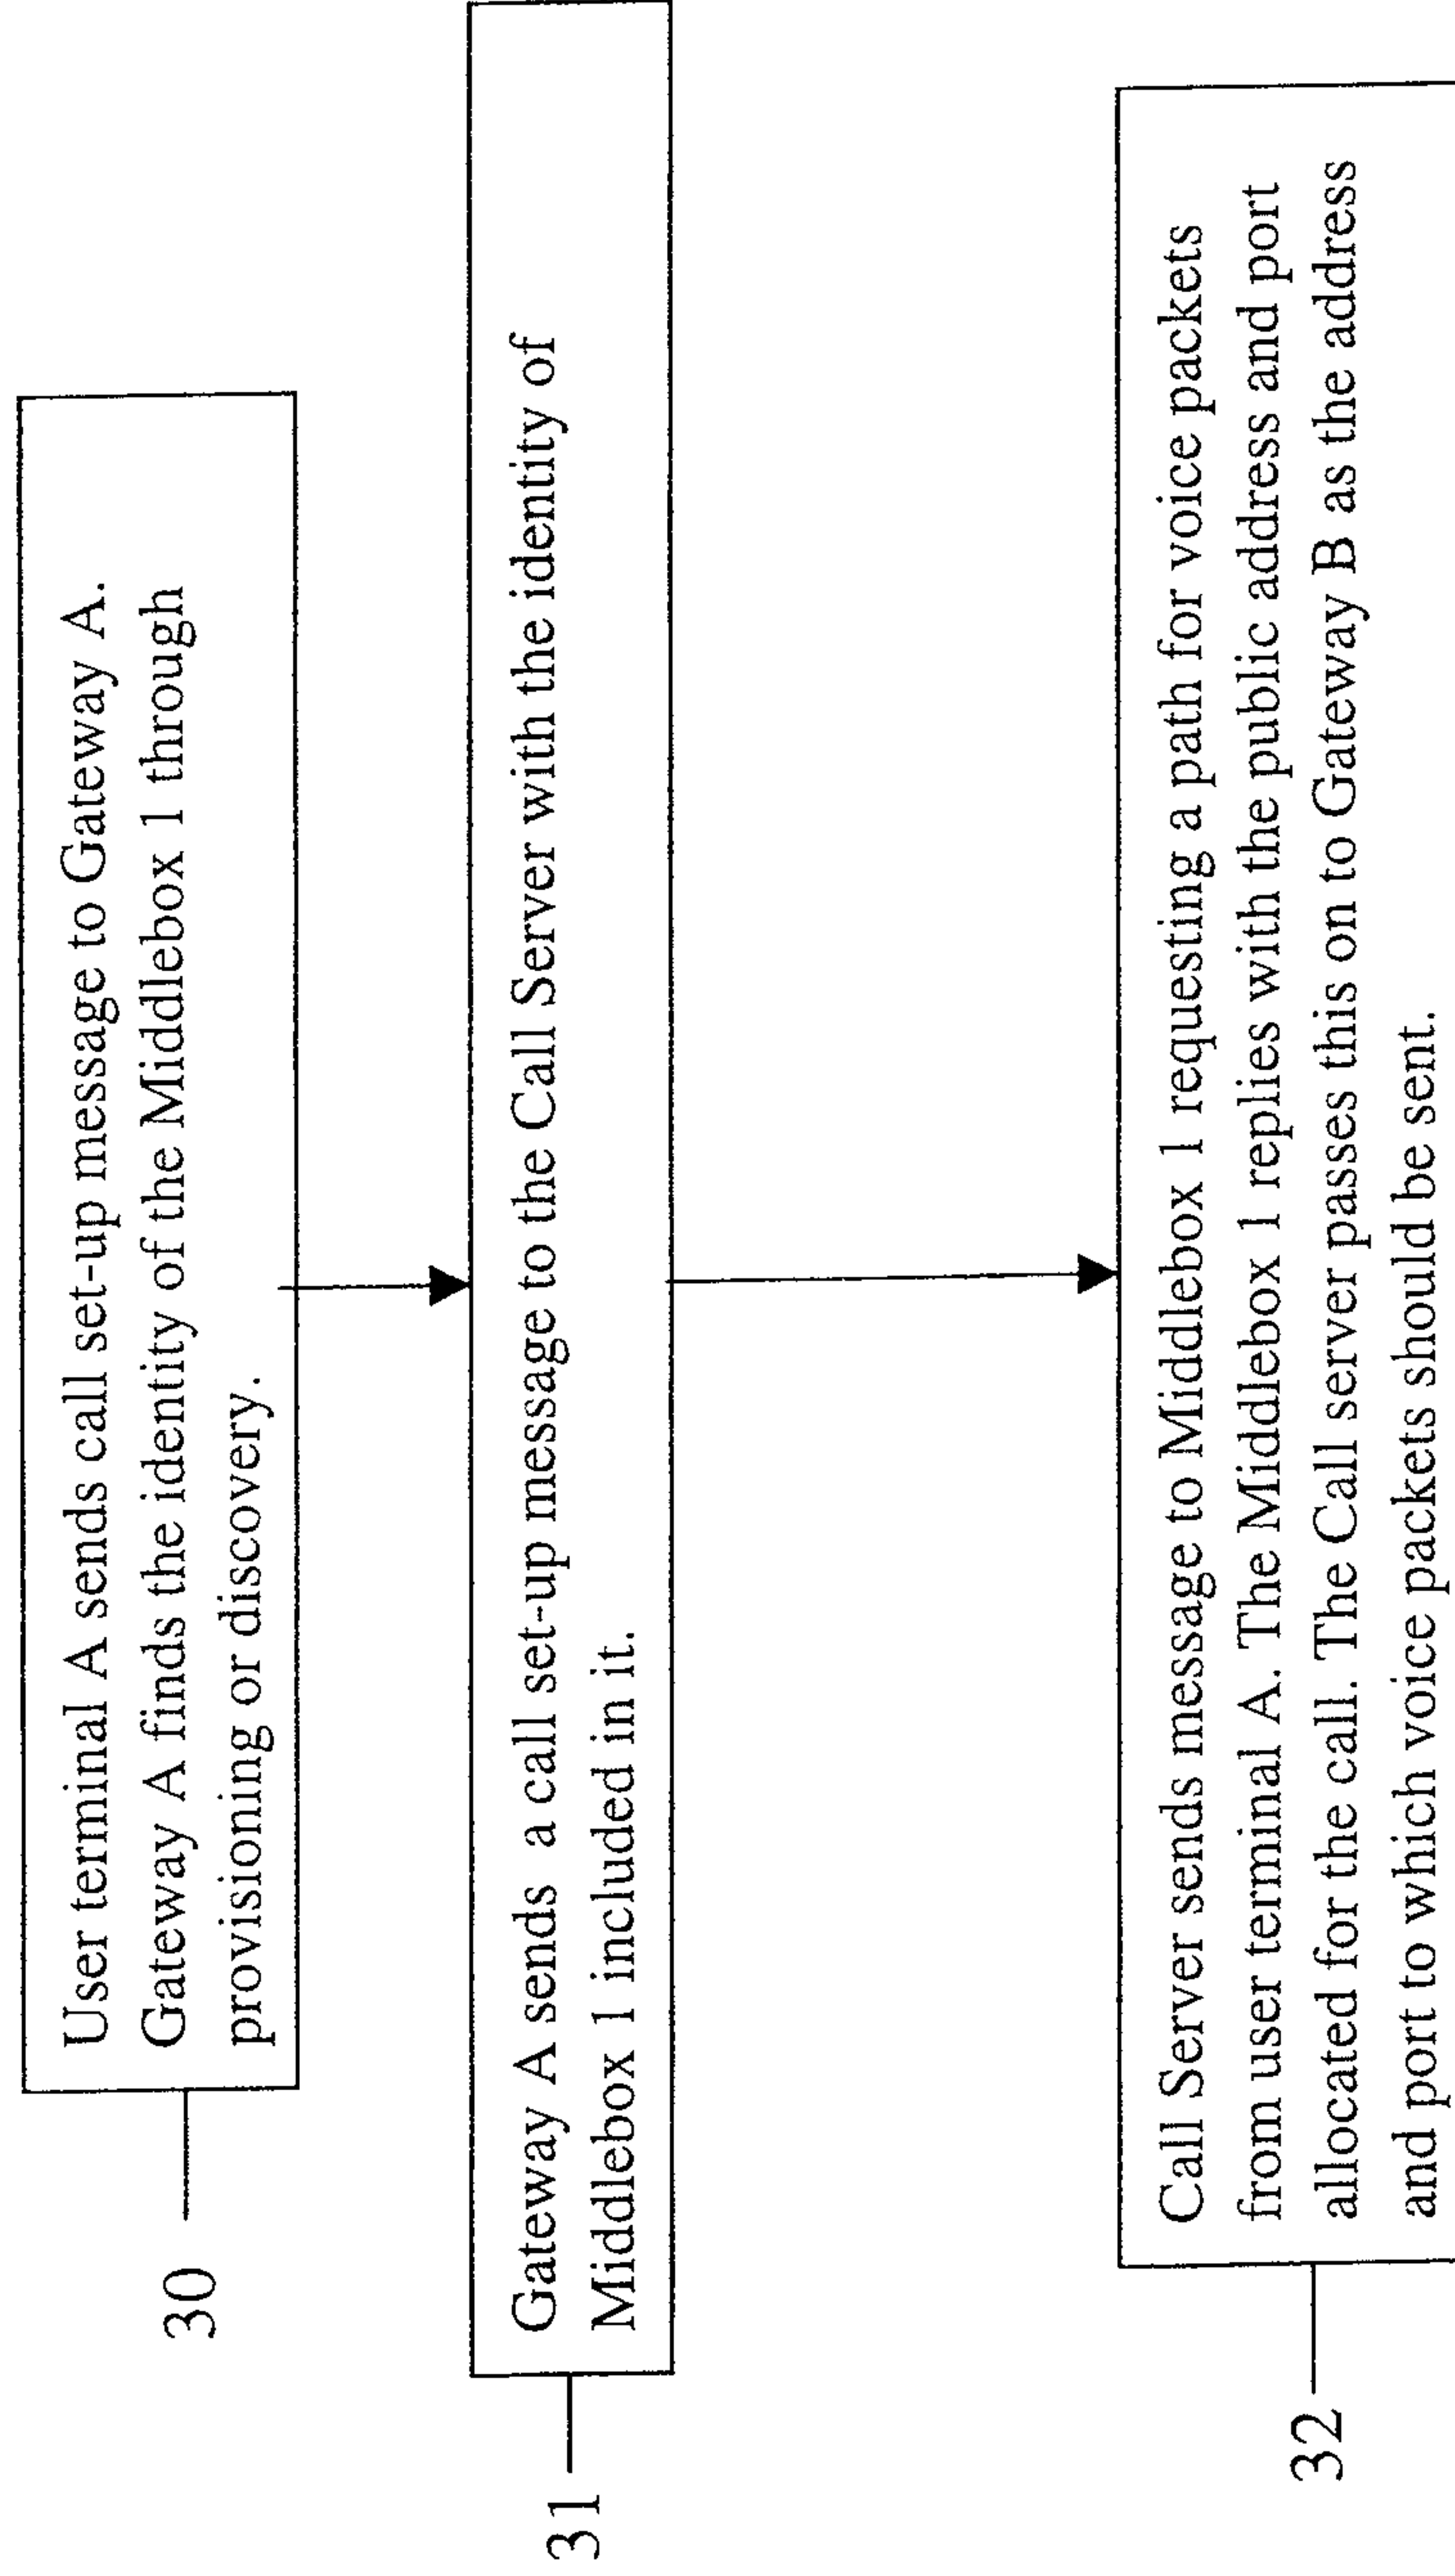 User terminal A sends call set-up message to Gateway A.
Gateway A finds the identity of the Middlebox 1 through
provisioning or discovery.
30
Gateway A sends a call set-up message to the Call Server with the identity of
Middlebox 1 included in it.
31
Call Server sends message to Middlebox 1 requesting a path for voice packets
from user terminal A. The Middlebox 1 replies with the public address and port
allocated for the call. The Call server passes this on to Gateway B as the address
and port to which voice packets should be sent.
32